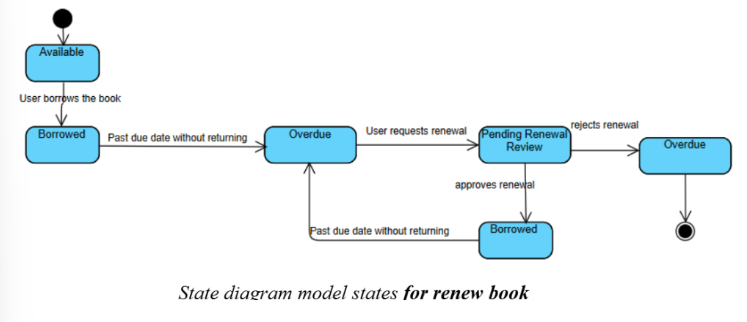 Available
User borrows the book
Borrowed
Past due date without returning
Overdue
User requests renewal
Pending Renewal
Review
rejects renewal
Overdue
approves renewal
Borrowed
Past due date without returning
State diagram model states for renew book